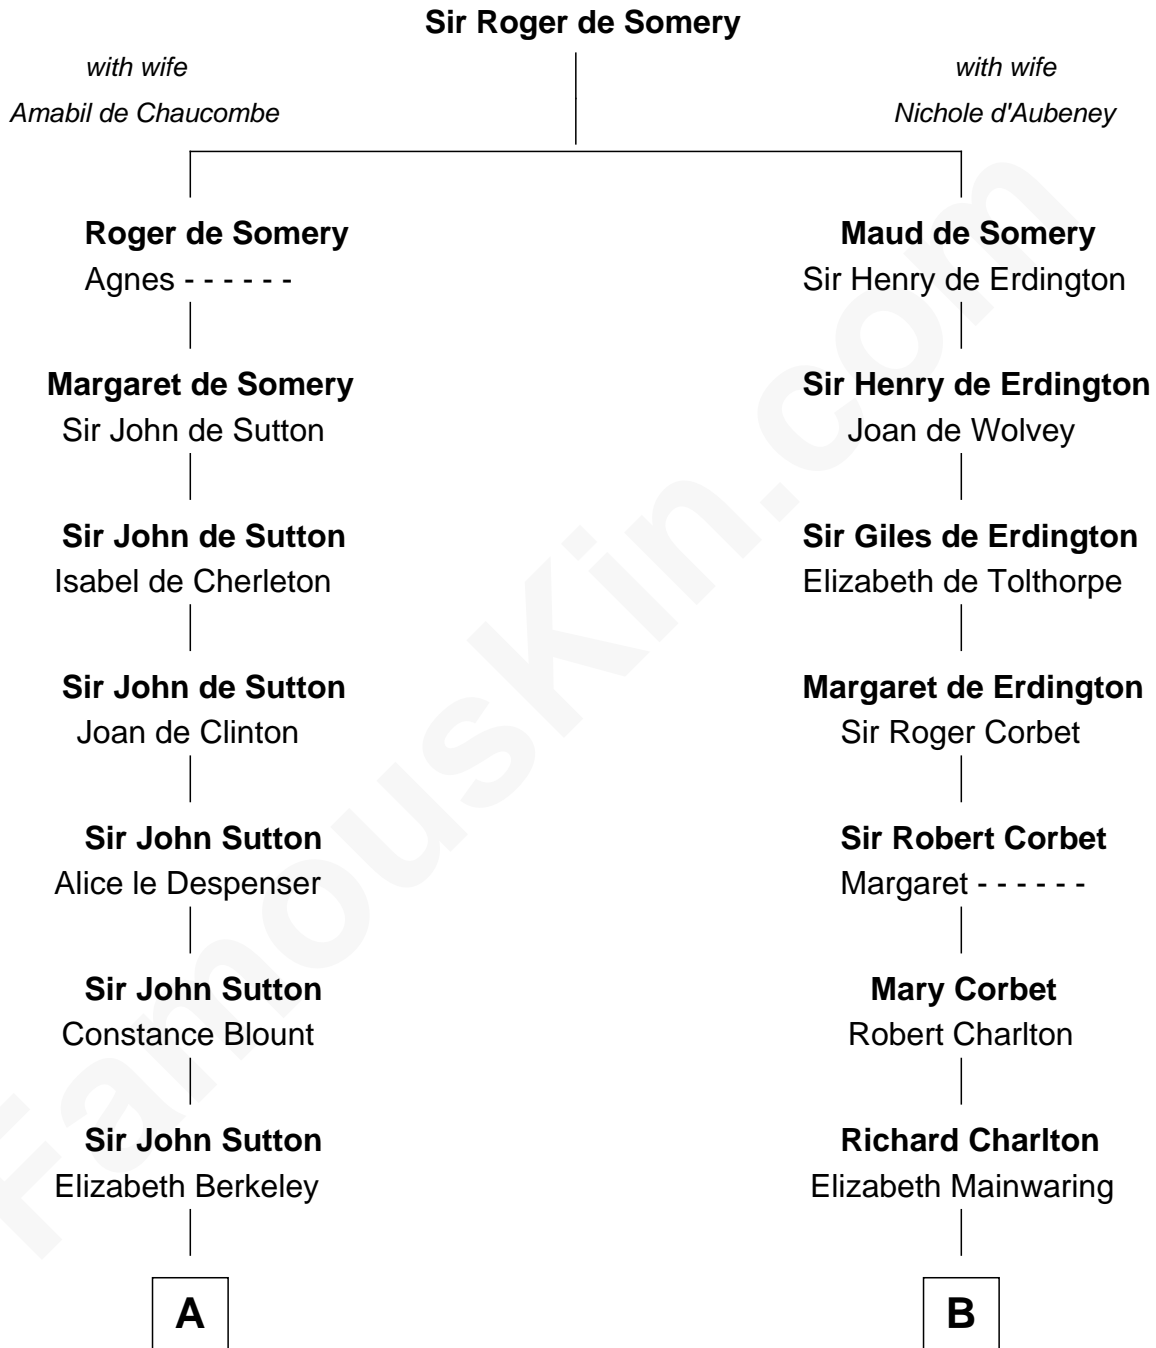 Sir Roger de Somery
with wife
Amabil de Chaucombe
with wife
Nichole d'Aubeney
Roger de Somery
Agnes - - - - - -
Margaret de Somery
Sir John de Sutton
Sir John de Sutton
Isabel de Cherleton
Sir John de Sutton
Joan de Clinton
Sir John Sutton
Alice le Despenser
Sir John Sutton
Constance Blount
Sir John Sutton
Elizabeth Berkeley
A
Maud de Somery
Sir Henry de Erdington
Sir Henry de Erdington
Joan de Wolvey
Sir Giles de Erdington
Elizabeth de Tolthorpe
Margaret de Erdington
Sir Roger Corbet
Sir Robert Corbet
Margaret - - - - - -
Mary Corbet
Robert Charlton
Richard Charlton
Elizabeth Mainwaring
B
FamousKin.com